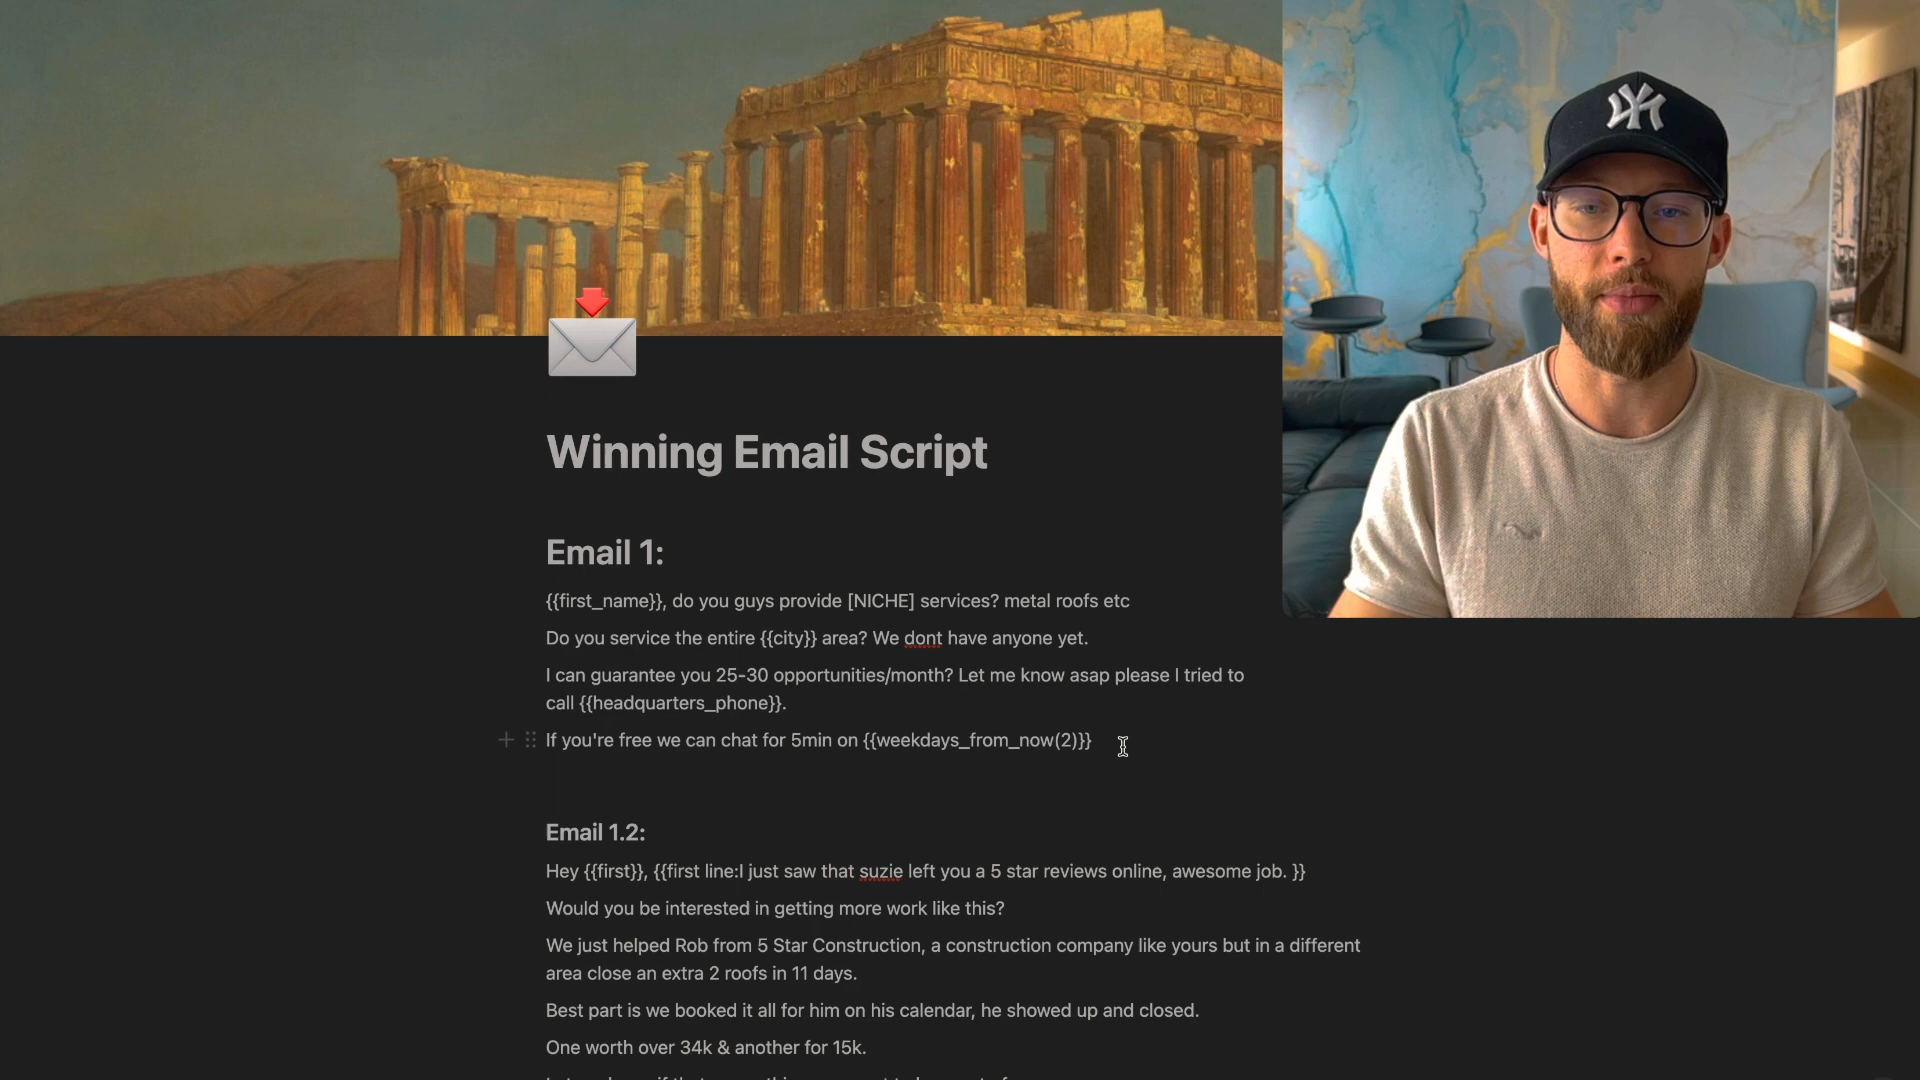 Winning Email Script
Email 1:
{{first_name}}, do you guys provide [NICHE] services? metal roofs etc
Do you service the entire {{city}} area? We dont have anyone yet.
I can guarantee you 25-30 opportunities/month? Let me know asap please I tried to
call {{headquarters_phone}}.
If you're free we can chat for 5min on {{weekdays_from_now(2)}}
Email 1.2:
Hey {{first}}, {{first line:I just saw that suzie left you a 5 star reviews online, awesome job. }}
Would you be interested in getting more work like this?
We just helped Rob from 5 Star Construction, a construction company like yours but in a different
area close an extra 2 roofs in 11 days.
Best part is we booked it all for him on his calendar, he showed up and closed.
One worth over 34k & another for 15k.